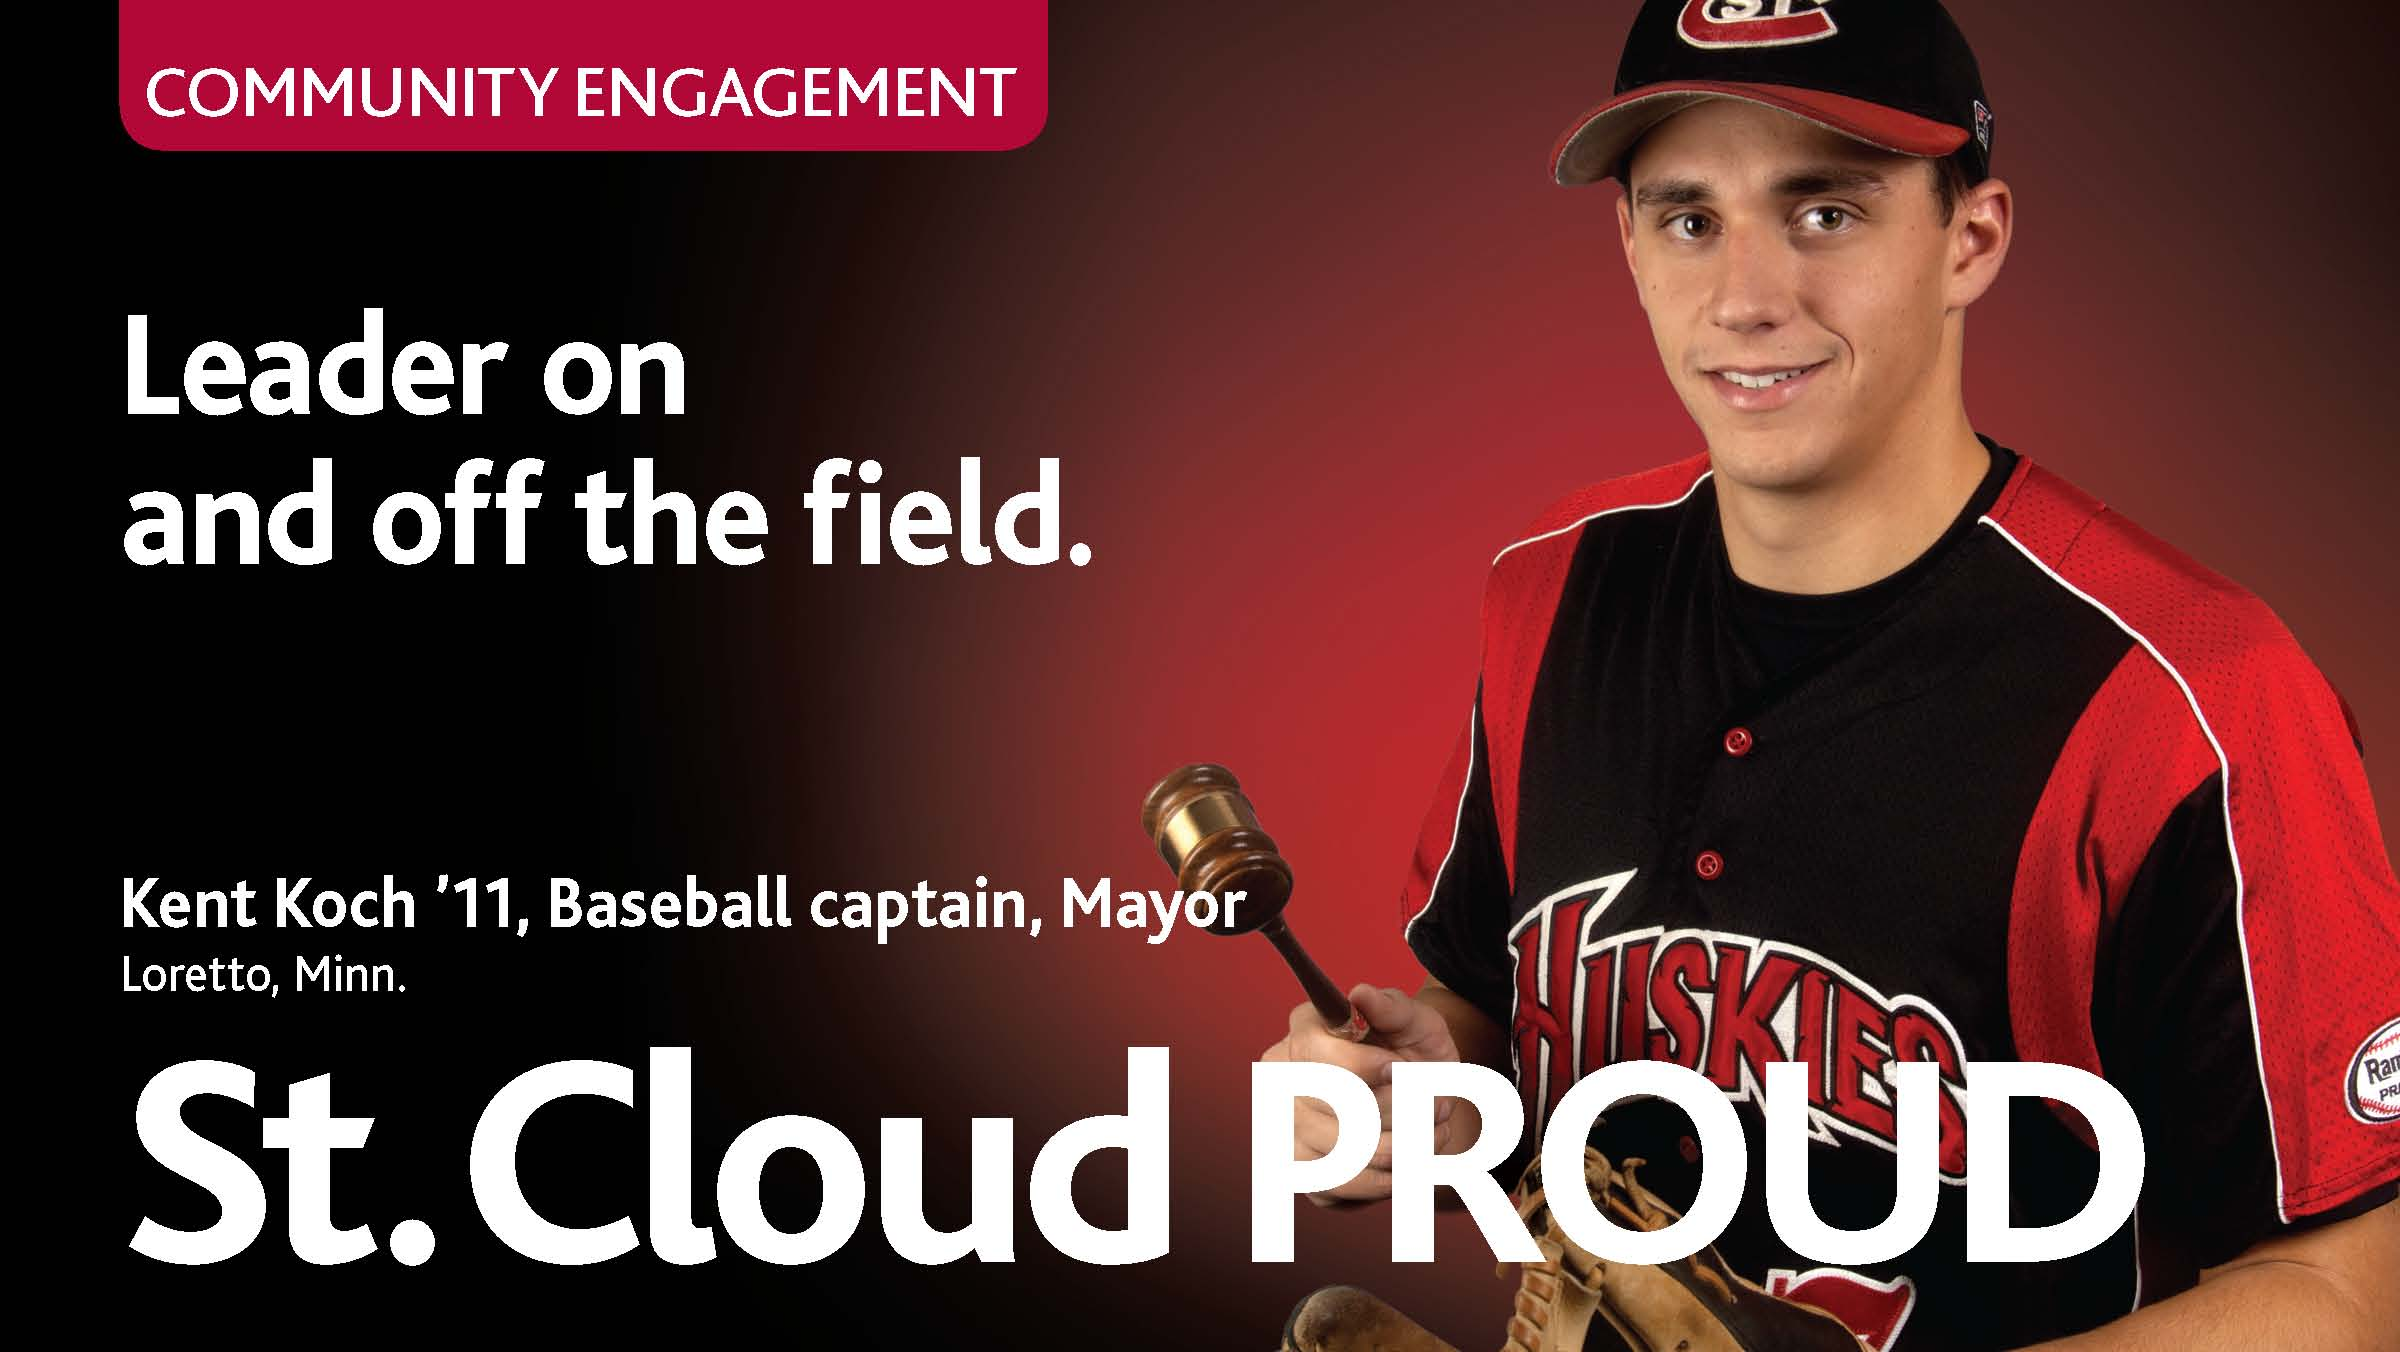 COMMUNITY ENGAGEMENT
Leader on
and off the field.
Kent Koch ’11, Baseball captain, Mayor
Loretto, Minn.
HUSKIES
St. Cloud PROUD